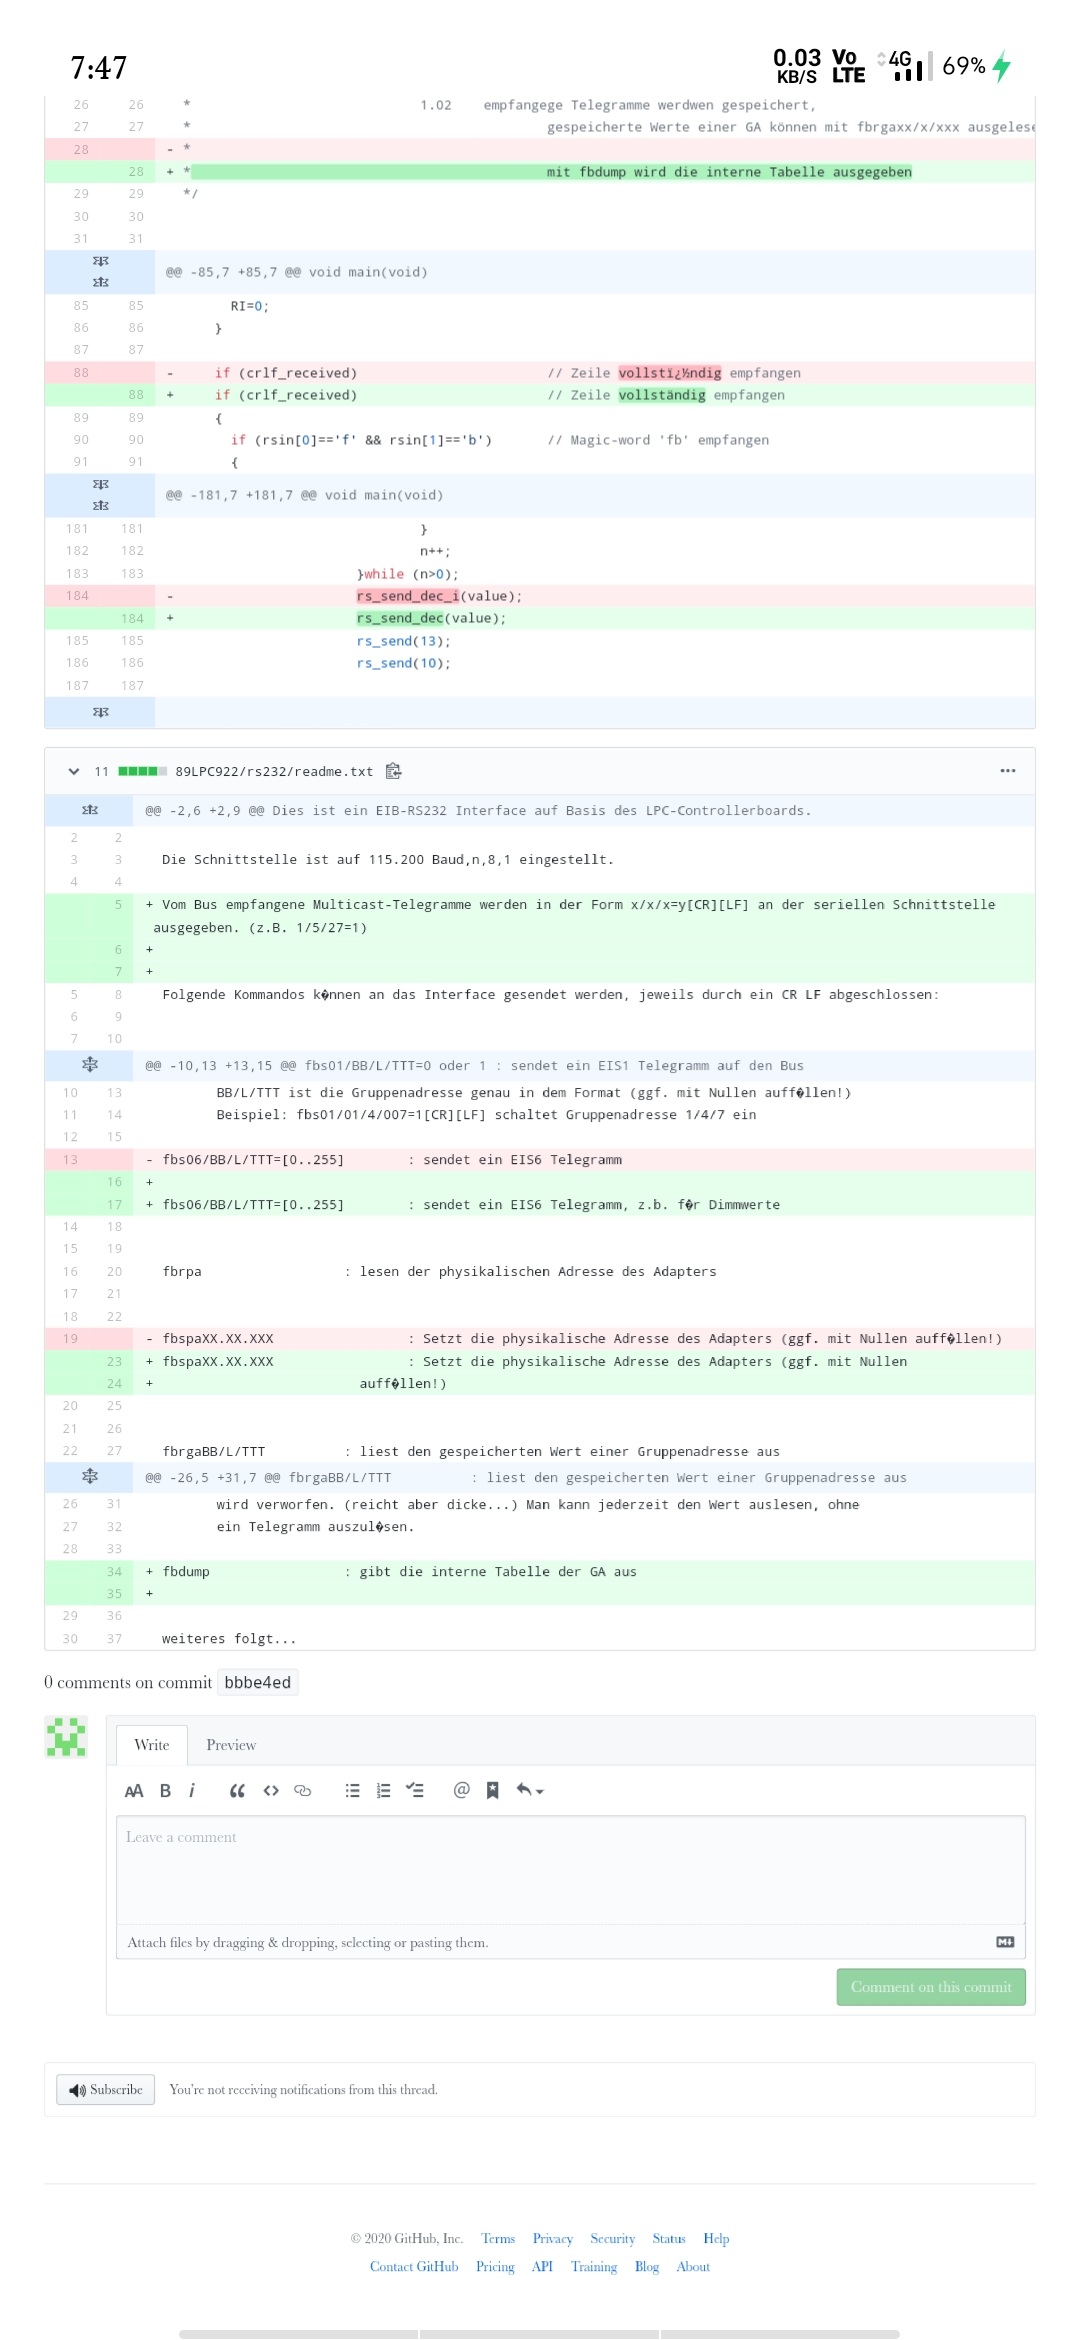 7:47 0.03 KB/S Vo LTE 4G 69%
26 26 * 1.02 empfangege Telegramme werdwen gespeichert,
27 27 * gespeicherte Werte einer GA können mit fbrgaxx/x/xxx ausgelese
28 - *
28 + * mit fbdump wird die interne Tabelle ausgegeben
29 29 */
30 30
31 31
@@ -85,7 +85,7 @@ void main(void)
85 85 RI=0;
86 86 }
87 87
88 - if (crlf_received) // Zeile vollstï¿½ndig empfangen
88 + if (crlf_received) // Zeile vollständig empfangen
89 89 {
90 90 if (rsin[0]=='f' && rsin[1]=='b') // Magic-word 'fb' empfangen
91 91 {
@@ -181,7 +181,7 @@ void main(void)
181 181 }
182 182 n++;
183 183 }while (n>0);
184 - rs_send_dec_i(value);
184 + rs_send_dec(value);
185 185 rs_send(13);
186 186 rs_send(10);
187 187
11 89LPC922/rs232/readme.txt
@@ -2,6 +2,9 @@ Dies ist ein EIB-RS232 Interface auf Basis des LPC-Controllerboards.
2 2
3 3 Die Schnittstelle ist auf 115.200 Baud,n,8,1 eingestellt.
4 4
5 + Vom Bus empfangene Multicast-Telegramme werden in der Form x/x/x=y[CR][LF] an der seriellen Schnittstelle
ausgegeben. (z.B. 1/5/27=1)
6 +
7 +
5 8 Folgende Kommandos k�nnen an das Interface gesendet werden, jeweils durch ein CR LF abgeschlossen:
6 9
7 10
@@ -10,13 +13,15 @@ fbs01/BB/L/TTT=0 oder 1 : sendet ein EIS1 Telegramm auf den Bus
10 13 BB/L/TTT ist die Gruppenadresse genau in dem Format (ggf. mit Nullen auff�llen!)
11 14 Beispiel: fbs01/01/4/007=1[CR][LF] schaltet Gruppenadresse 1/4/7 ein
12 15
13 - fbs06/BB/L/TTT=[0..255] : sendet ein EIS6 Telegramm
16 +
17 + fbs06/BB/L/TTT=[0..255] : sendet ein EIS6 Telegramm, z.b. f�r Dimmwerte
14 18
15 19
16 20 fbrpa : lesen der physikalischen Adresse des Adapters
17 21
18 22
19 - fbspaXX.XX.XXX : Setzt die physikalische Adresse des Adapters (ggf. mit Nullen auff�llen!)
23 + fbspaXX.XX.XXX : Setzt die physikalische Adresse des Adapters (ggf. mit Nullen
24 + auff�llen!)
20 25
21 26
22 27 fbrgaBB/L/TTT : liest den gespeicherten Wert einer Gruppenadresse aus
@@ -26,5 +31,7 @@ fbrgaBB/L/TTT : liest den gespeicherten Wert einer Gruppenadresse aus
26 31 wird verworfen. (reicht aber dicke...) Man kann jederzeit den Wert auslesen, ohne
27 32 ein Telegramm auszul�sen.
28 33
34 + fbdump : gibt die interne Tabelle der GA aus
35 +
29 36
30 37 weiteres folgt...
0 comments on commit bbbe4ed
Write Preview
Leave a comment
Attach files by dragging & dropping, selecting or pasting them.
Comment on this commit
Subscribe You're not receiving notifications from this thread.
© 2020 GitHub, Inc. Terms Privacy Security Status Help
Contact GitHub Pricing API Training Blog About